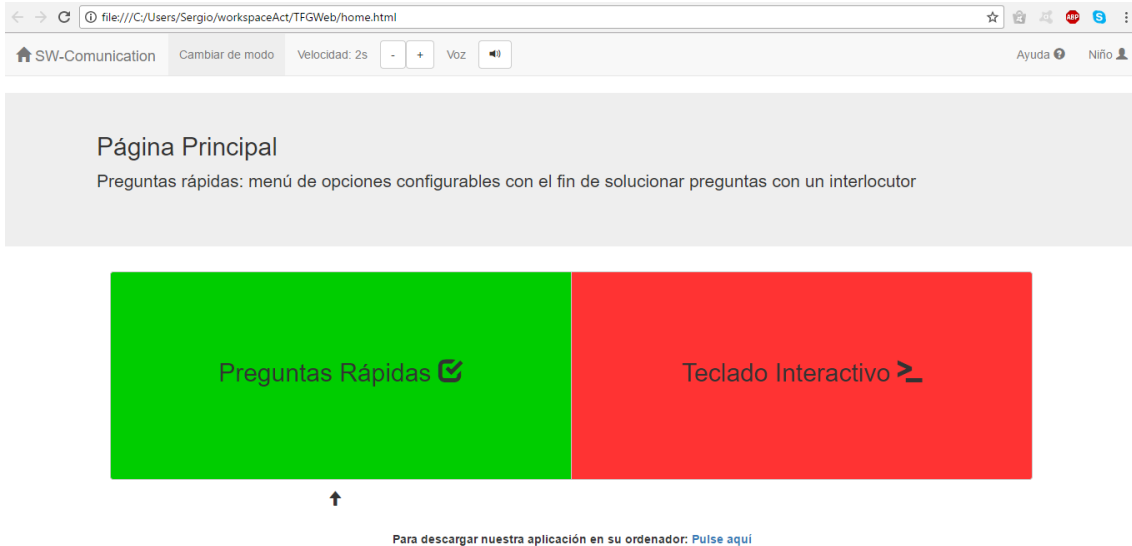 file:///C:/Users/Sergio/workspaceAct/TFGWeb/home.html
ABP
SW-Comunication Cambiar de modo Velocidad: 2s - + Voz Ayuda Niño
Página Principal
Preguntas rápidas: menú de opciones configurables con el fin de solucionar preguntas con un interlocutor
Preguntas Rápidas Teclado Interactivo
Para descargar nuestra aplicación en su ordenador: Pulse aquí